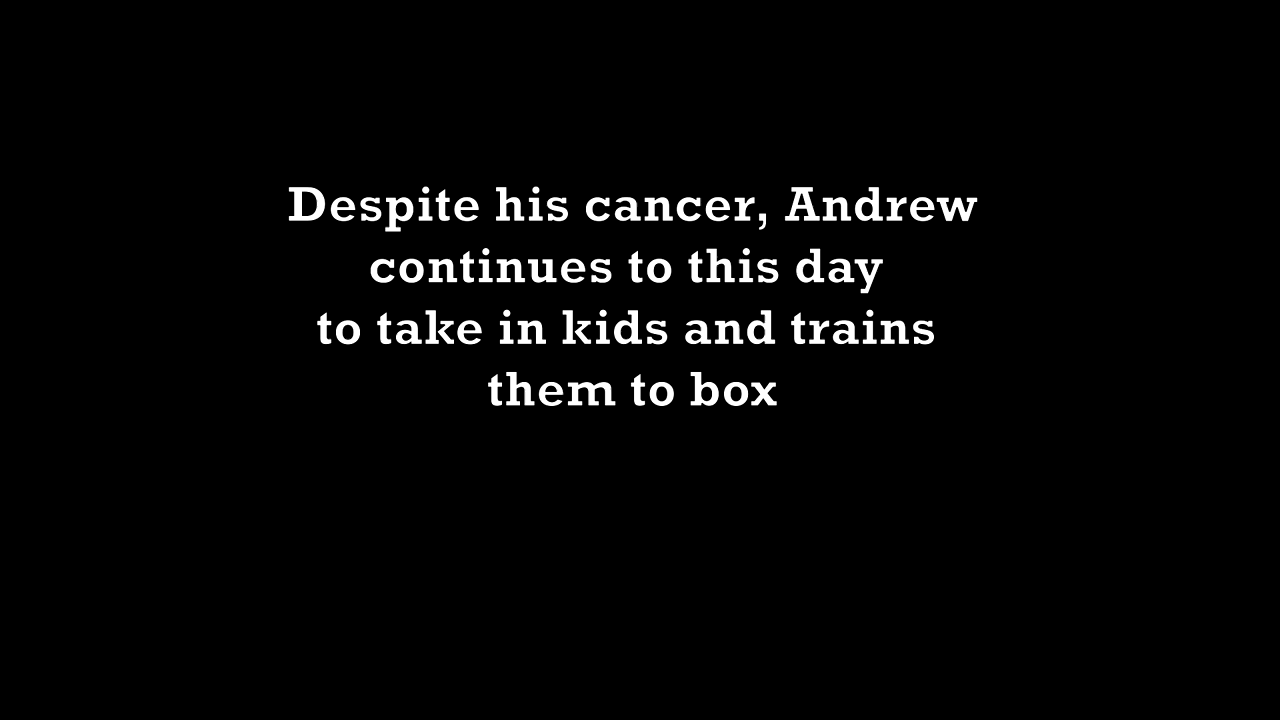 Despite his cancer, Andrew
continues to this day
to take in kids and trains
them to box